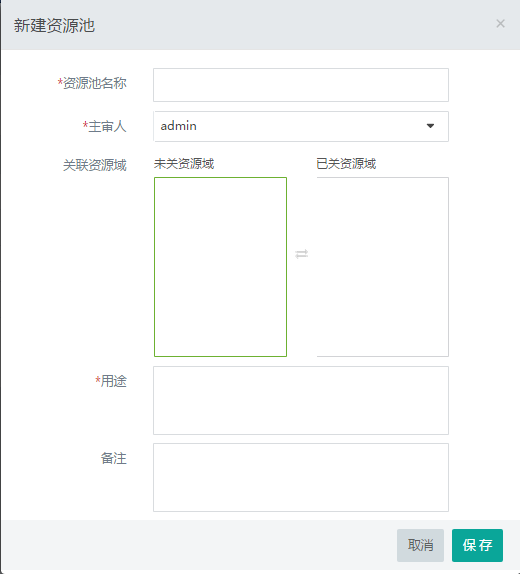 新建资源池
*资源池名称
*主审人 admin
关联资源域 未关资源域 已关资源域
*用途
备注
取消 保存